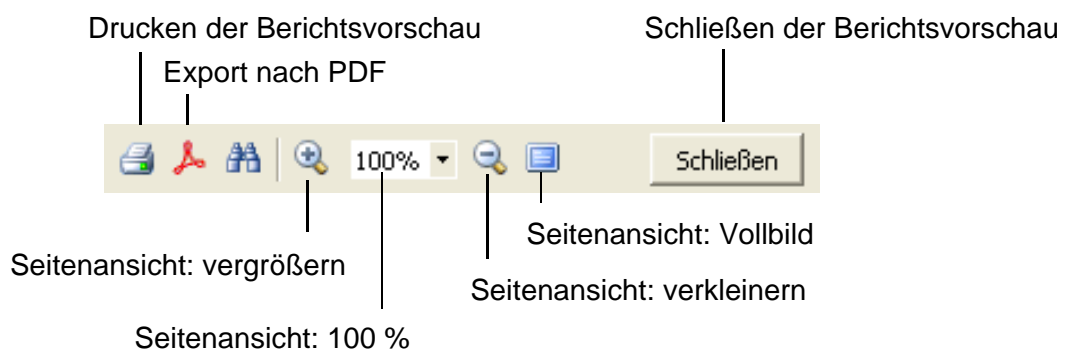 Drucken der Berichtsvorschau
Schließen der Berichtsvorschau
Export nach PDF
100%
Schließen
Seitenansicht: Vollbild
Seitenansicht: vergrößern
Seitenansicht: verkleinern
Seitenansicht: 100 %